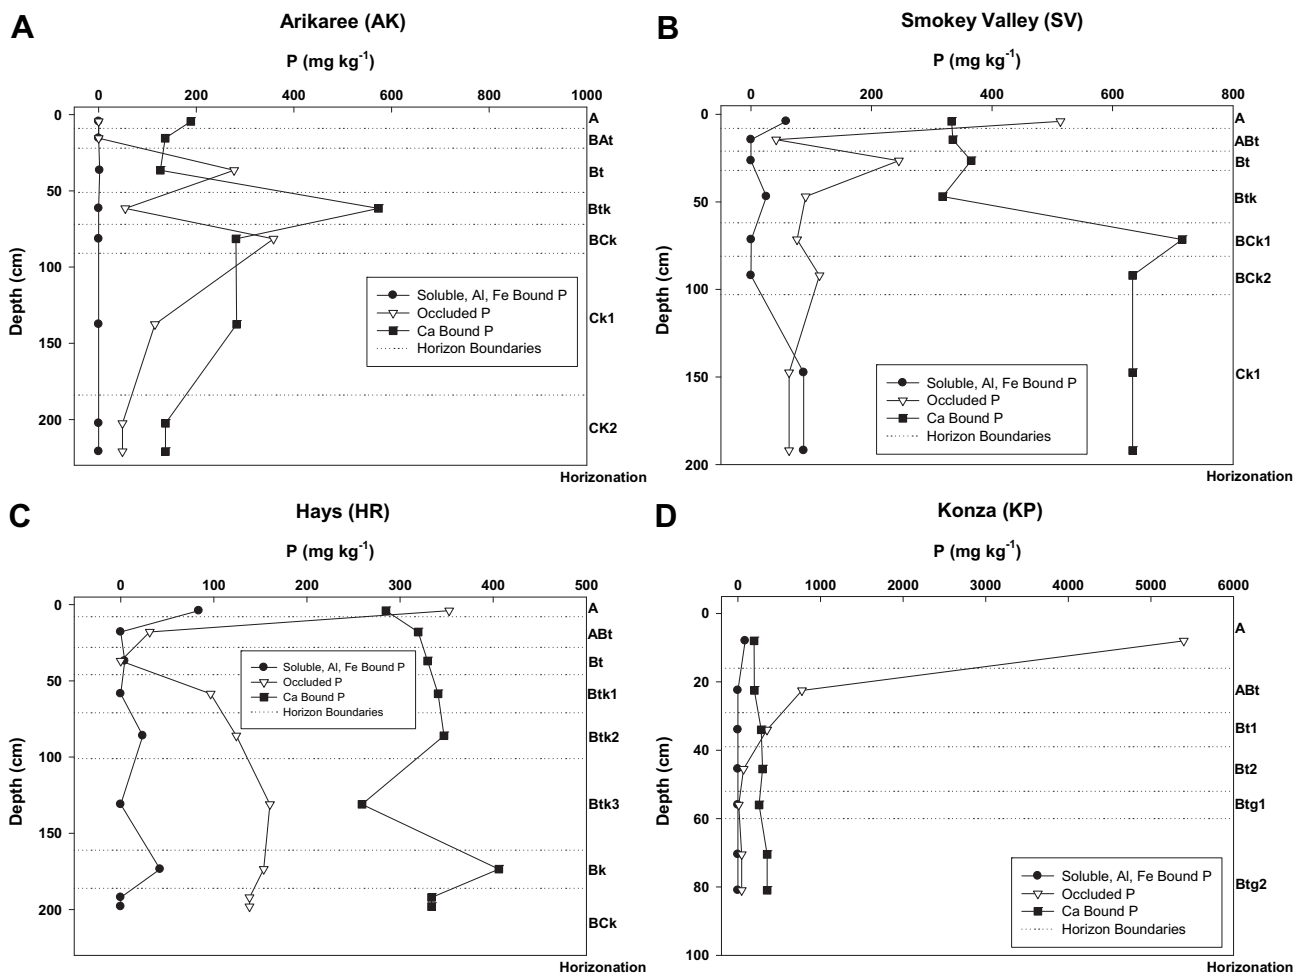 A
Arikaree (AK)
P (mg kg-1)
0 200 400 600 800 1000
Depth (cm)
0
50
100
150
200
A
BAt
Bt
Btk
BCk
Ck1
CK2
Soluble, Al, Fe Bound P
Occluded P
Ca Bound P
Horizon Boundaries
Horizonation
B
Smokey Valley (SV)
P (mg kg-1)
0 200 400 600 800
Depth (cm)
0
50
100
150
200
A
ABt
Bt
Btk
BCk1
BCk2
Ck1
Soluble, Al, Fe Bound P
Occluded P
Ca Bound P
Horizon Boundaries
Horizonation
C
Hays (HR)
P (mg kg-1)
0 100 200 300 400 500
Depth (cm)
0
50
100
150
200
A
ABt
Bt
Btk1
Btk2
Btk3
Bk
BCk
Soluble, Al, Fe Bound P
Occluded P
Ca Bound P
Horizon Boundaries
Horizonation
D
Konza (KP)
P (mg kg-1)
0 1000 2000 3000 4000 5000 6000
Depth (cm)
0
20
40
60
80
100
A
ABt
Bt1
Bt2
Btg1
Btg2
Soluble, Al, Fe Bound P
Occluded P
Ca Bound P
Horizon Boundaries
Horizonation